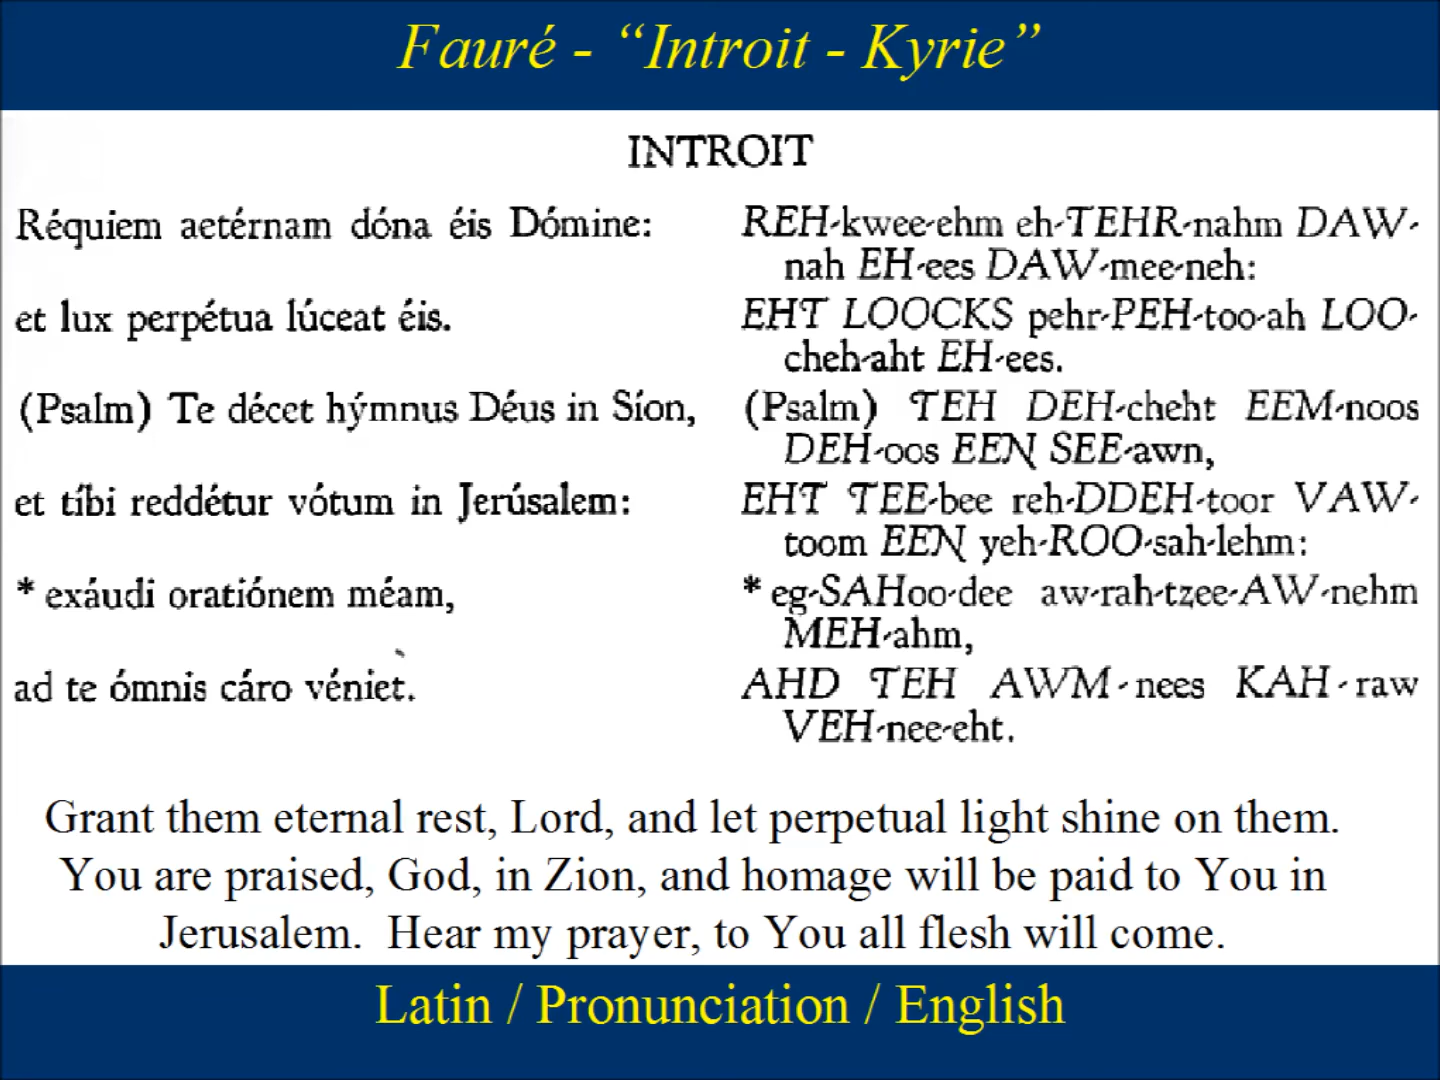 Fauré - “Introit - Kyrie”
INTROIT
Réquiem aetérnam dóna éis Dómine:
REH-kwee-ehm eh-TEHR-nahm DAW-
nah EH-ees DAW-mee-neh:
et lux perpétua lúceat éis.
EHT LOOCKS pehr-PEH-too-ah LOO-
cheh-aht EH-ees.
(Psalm) Te décet hýmnus Déus in Síon,
(Psalm) TEH DEH-cheht EEM-noos
DEH-oos EEN SEE-awn,
et tíbi reddétur vótum in Jerúsalem:
EHT TEE-bee reh-DDEH-toor VAW-
toom EEN yeh-ROO-sah-lehm:
* exáudi oratiónem méam,
* eg-SAHoo-dee aw-rah-tzee-AW-nehm
MEH-ahm,
ad te ómnis cáro véniet.
AHD TEH AWM-nees KAH-raw
VEH-nee-eht.
Grant them eternal rest, Lord, and let perpetual light shine on them.
You are praised, God, in Zion, and homage will be paid to You in
Jerusalem. Hear my prayer, to You all flesh will come.
Latin / Pronunciation / English